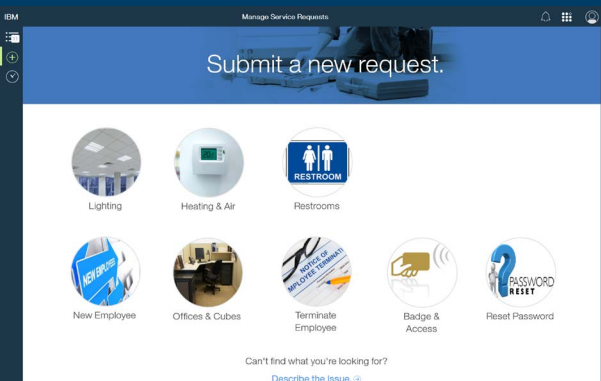 IBM
Manage Service Requests
Submit a new request.
RESTROOM
Lighting
Heating & Air
Restrooms
NEW EMPLOYEE
NOTICE OF
EMPLOYEE TERMINATI
PASSWORD
RESET
New Employee
Offices & Cubes
Terminate
Employee
Badge &
Access
Reset Password
Can't find what you're looking for?
Describe the Issue.